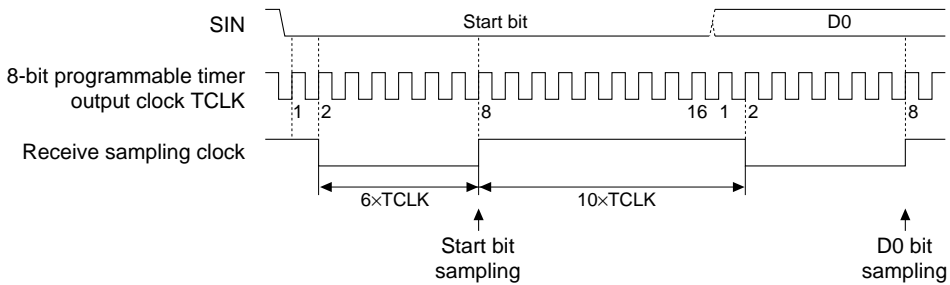 SIN
Start bit
D0
8-bit programmable timer
output clock TCLK
1 2 8 16 1 2 8
Receive sampling clock
6×TCLK
10×TCLK
Start bit
sampling
D0 bit
sampling